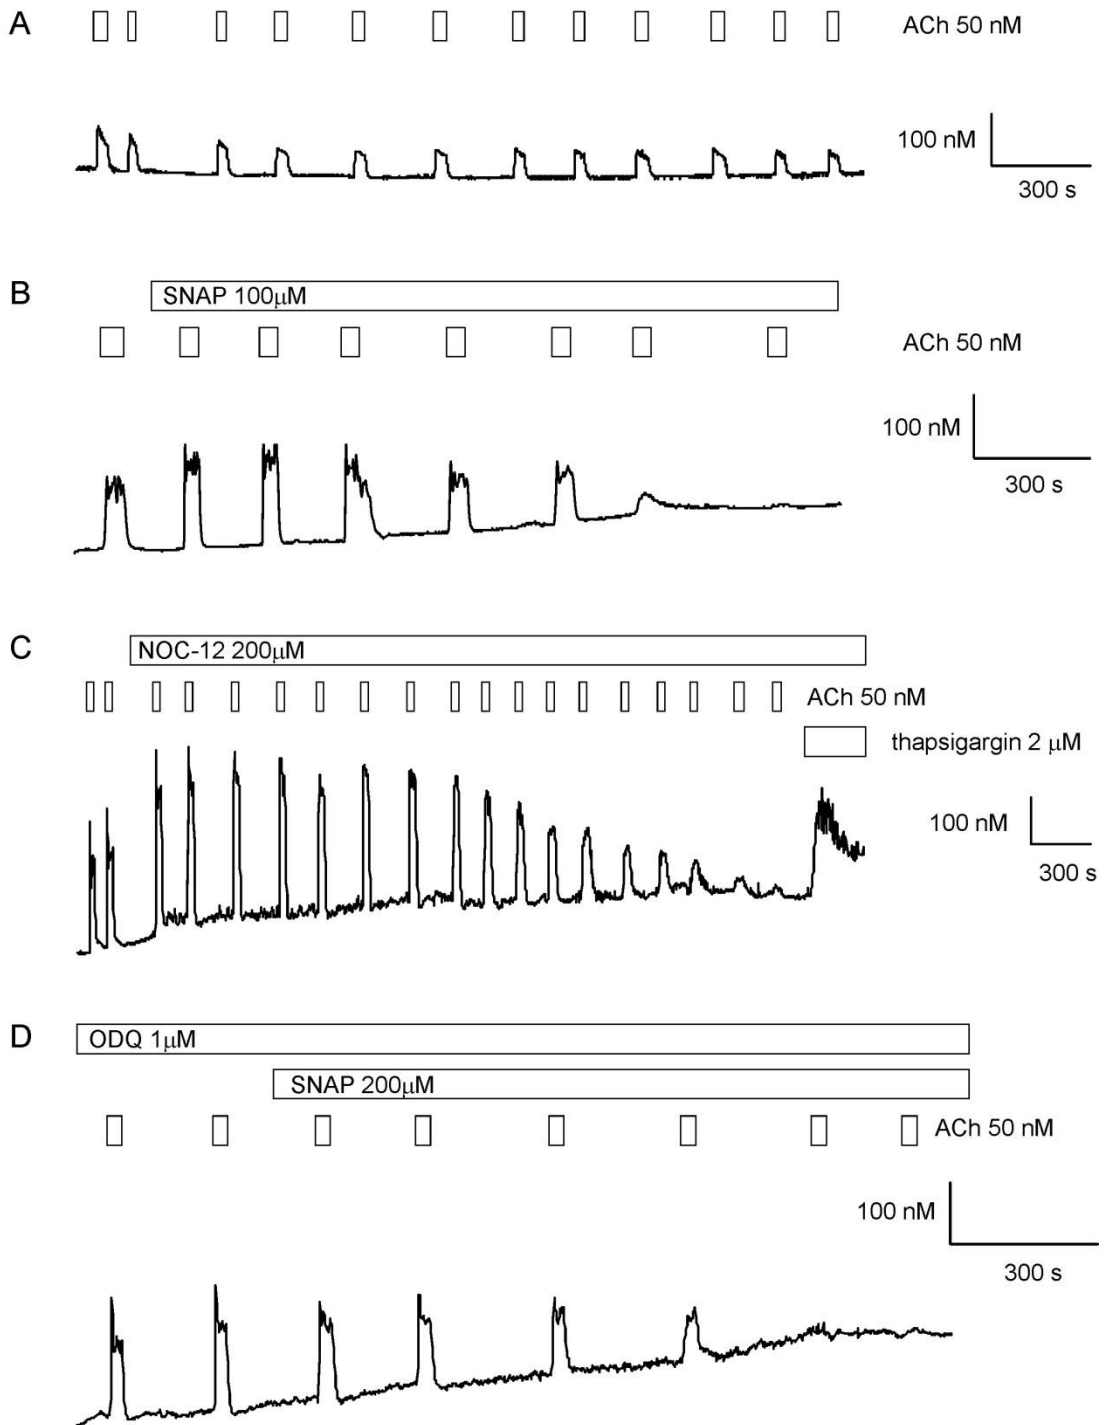 A
ACh 50 nM
100 nM
300 s
B
SNAP 100μM
ACh 50 nM
100 nM
300 s
C
NOC-12 200μM
ACh 50 nM
thapsigargin 2 μM
100 nM
300 s
D
ODQ 1μM
SNAP 200μM
ACh 50 nM
100 nM
300 s